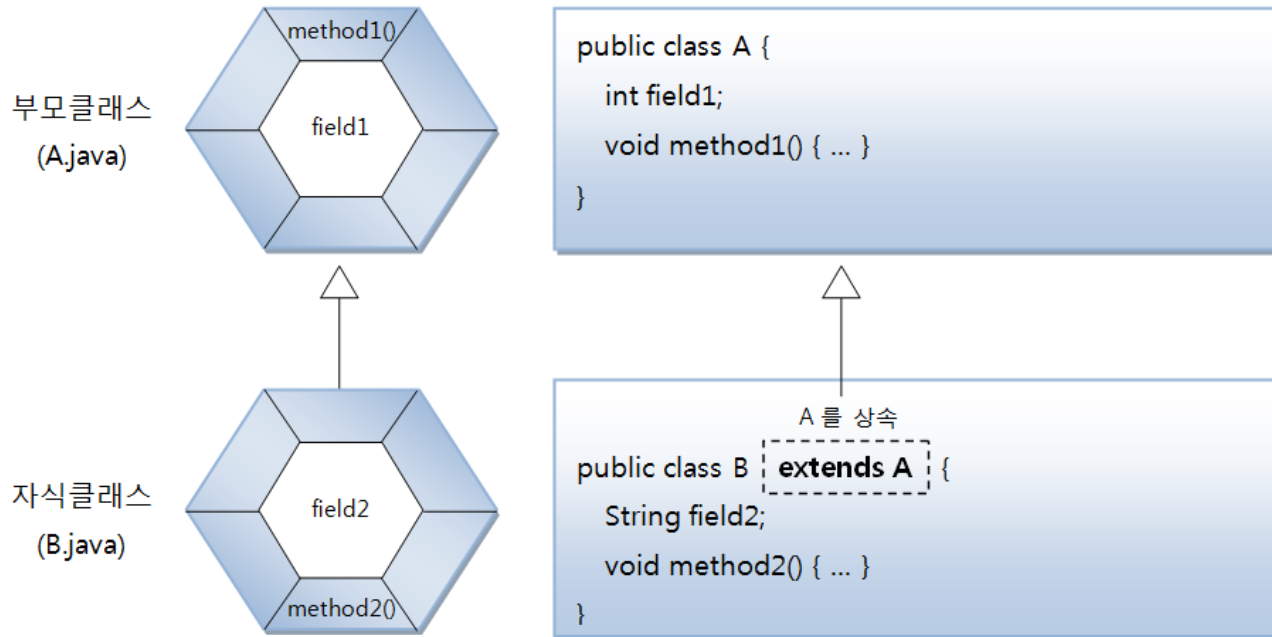 부모클래스
(A.java)
method1()
field1
public class A {
int field1;
void method1() { ... }
}
자식클래스
(B.java)
field2
method2()
A 를 상속
public class B extends A {
String field2;
void method2() { ... }
}